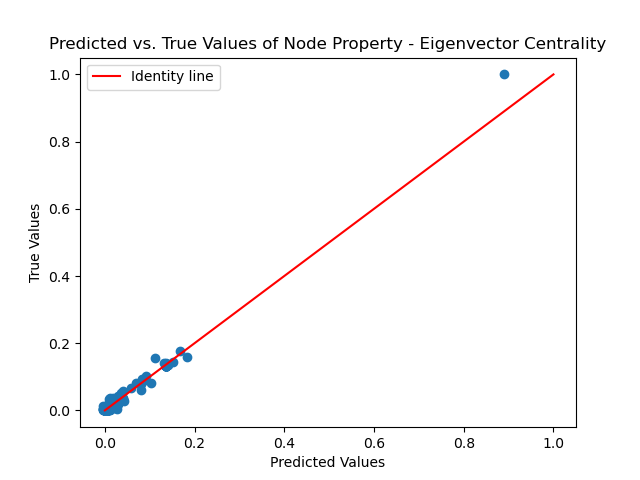 Predicted vs. True Values of Node Property - Eigenvector Centrality
Identity line
1.0
0.8
0.6
0.4
0.2
0.0
True Values
0.0 0.2 0.4 0.6 0.8 1.0
Predicted Values